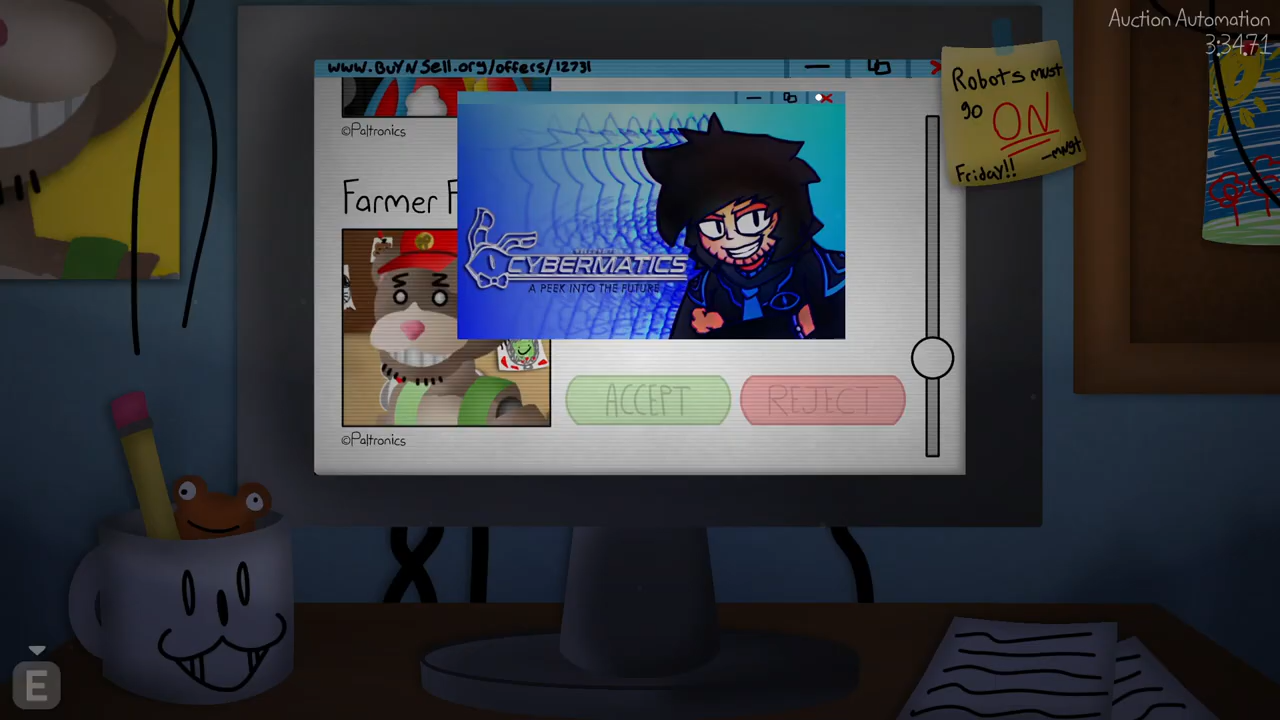 Auction Automation
3:34.71
www.BUYNSell.org/offers/12731
Robots must
go ON
Friday!! -mngt
©Paltronics
Farmer F
CYBERMATICS
A PEEK INTO THE FUTURE
ACCEPT
REJECT
©Paltronics
E